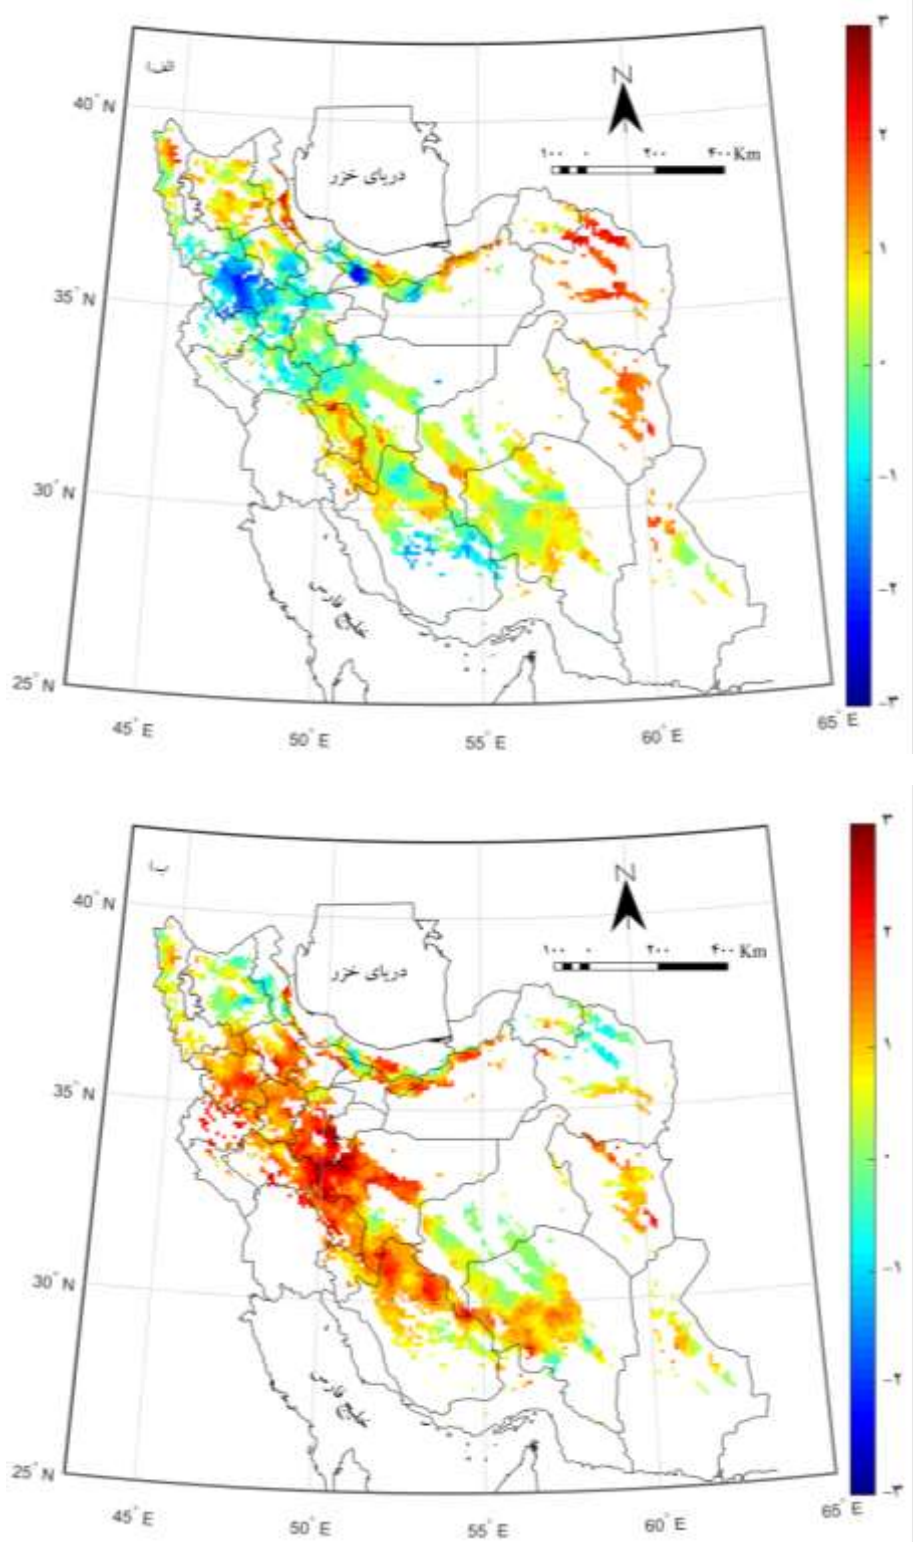 الف)
N
۱۰۰ ۰ ۲۰۰ ۴۰۰ Km
دریای خزر
خلیج فارس
40° N
35° N
30° N
25° N
45° E
50° E
55° E
60° E
65° E
۳
۲
۱
۰
-۱
-۲
-۳
ب)
N
۱۰۰ ۰ ۲۰۰ ۴۰۰ Km
دریای خزر
خلیج فارس
40° N
35° N
30° N
25° N
45° E
50° E
55° E
60° E
65° E
۳
۲
۱
۰
-۱
-۲
-۳